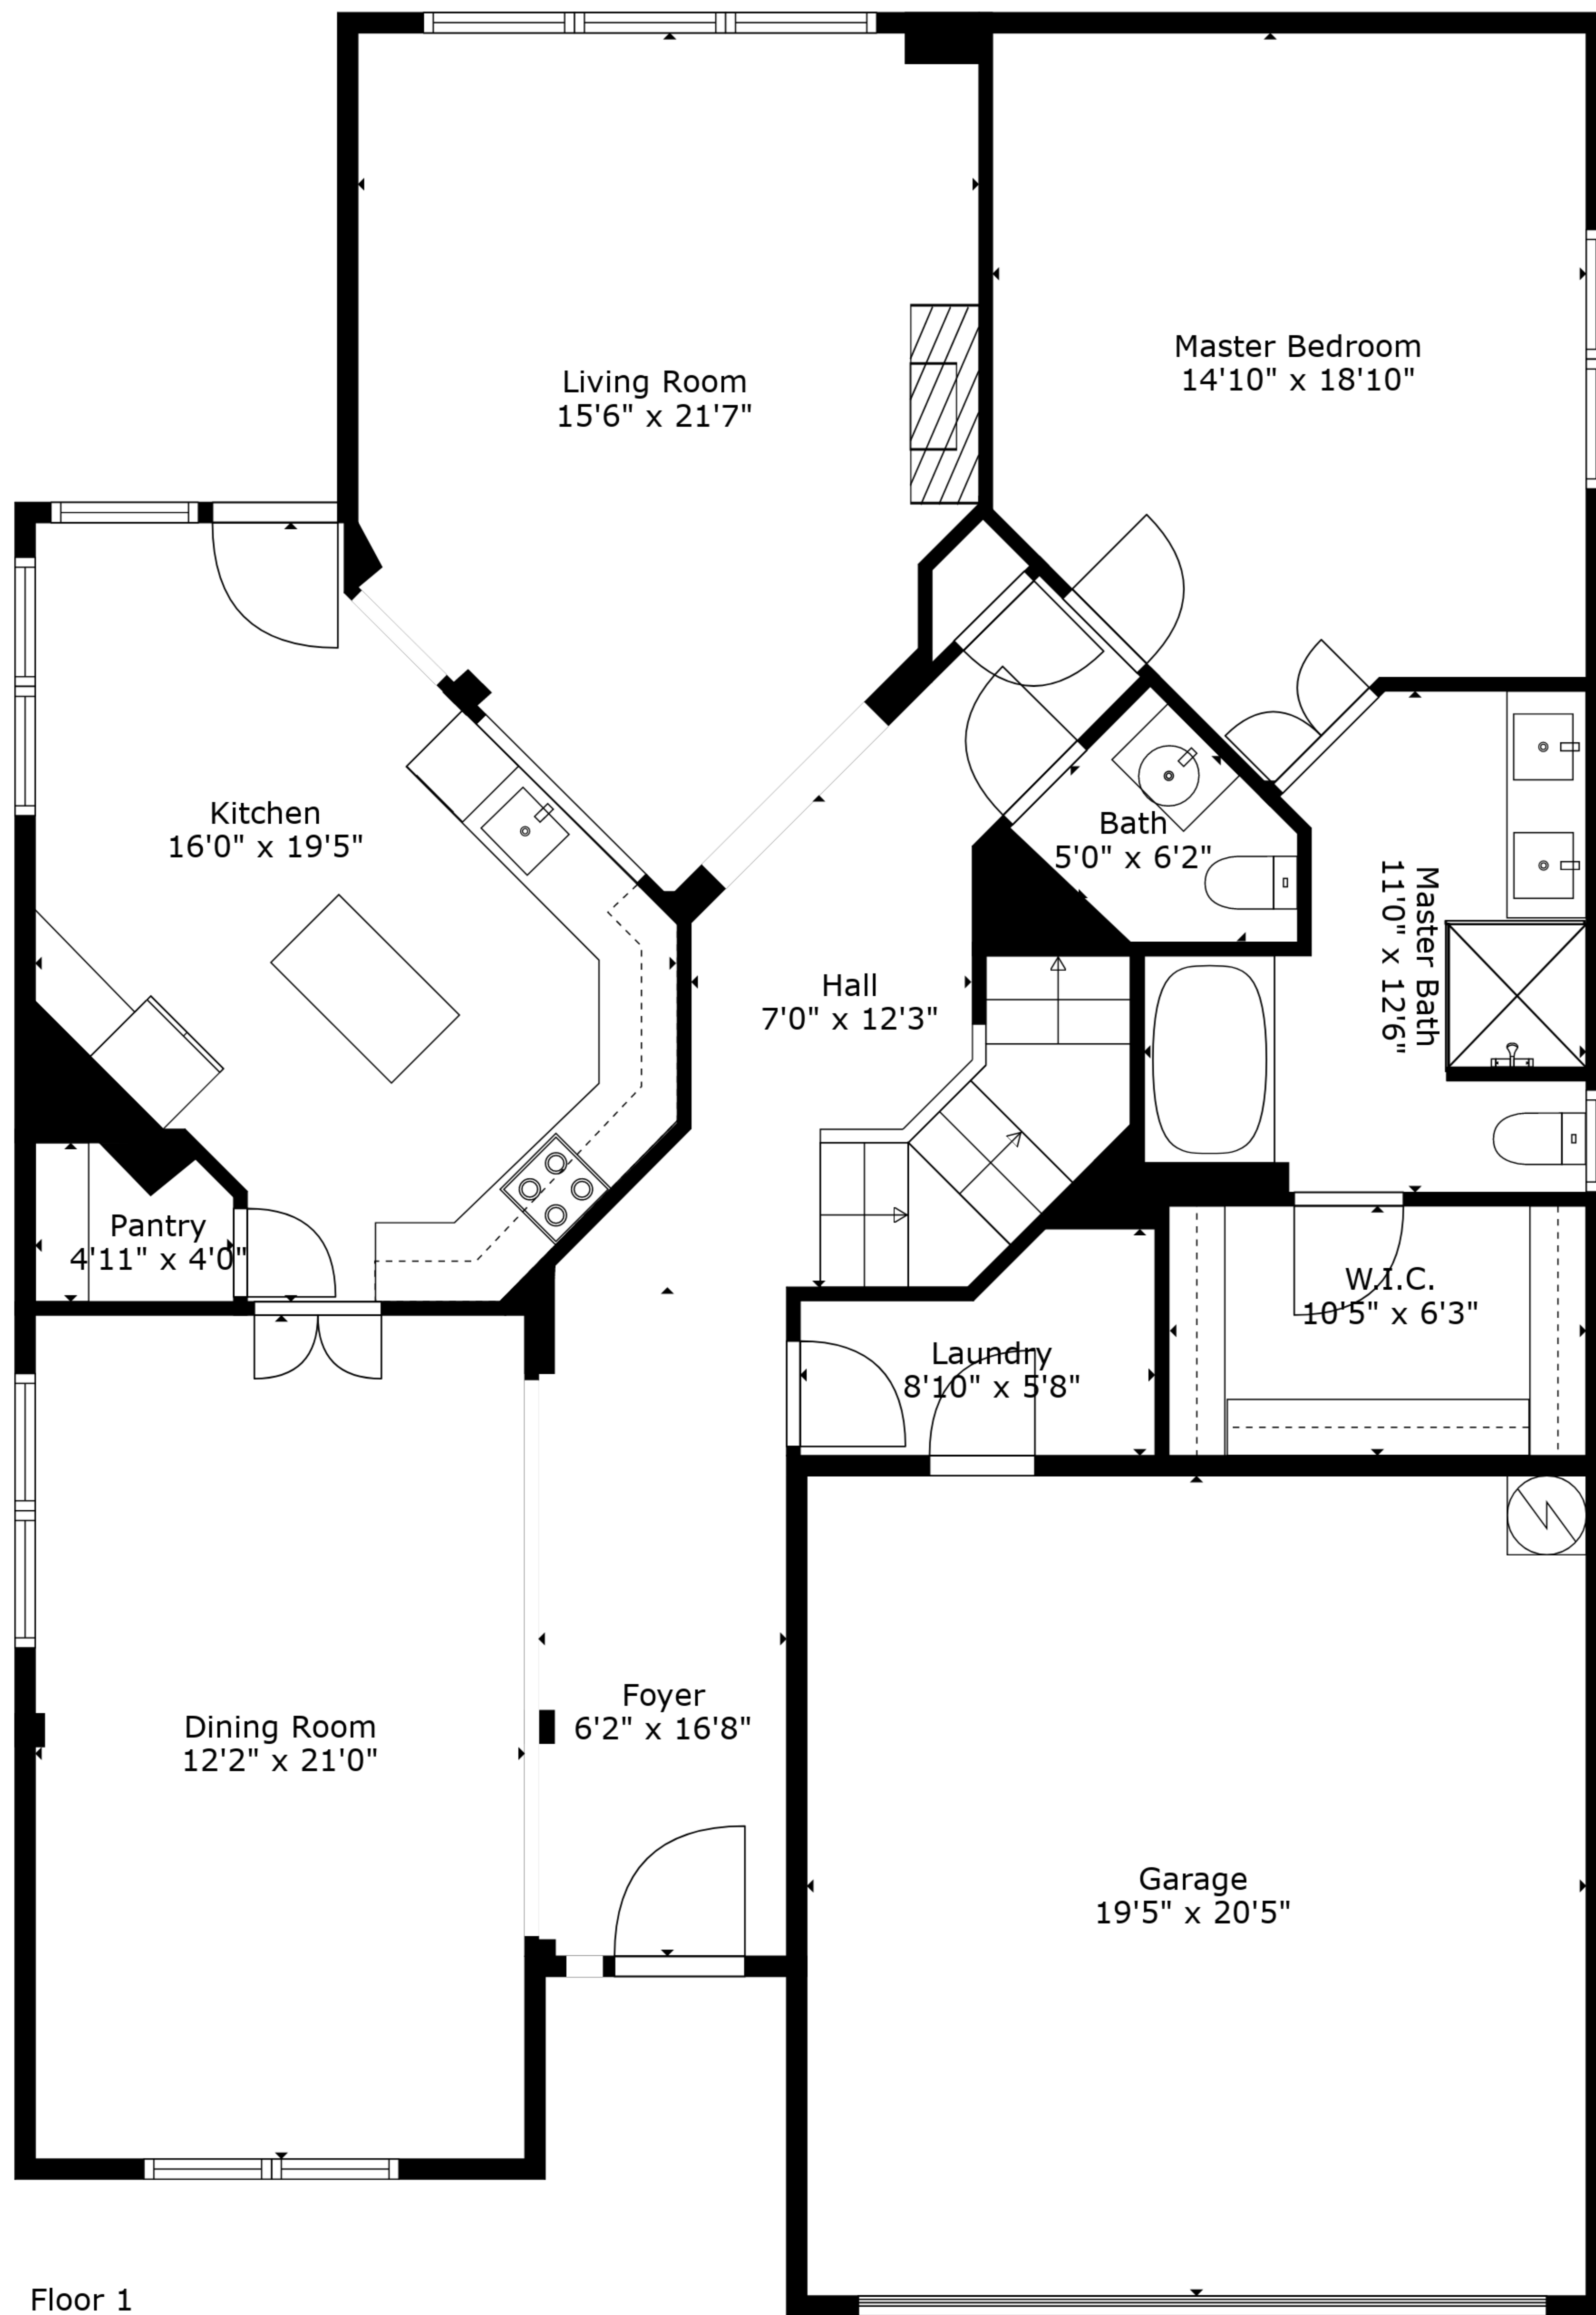 Living Room
15'6" x 21'7"
Master Bedroom
14'10" x 18'10"
Kitchen
16'0" x 19'5"
Bath
5'0" x 6'2"
Master Bath
11'0" x 12'6"
Hall
7'0" x 12'3"
Pantry
4'11" x 4'0"
W.I.C.
10'5" x 6'3"
Laundry
8'10" x 5'8"
Foyer
6'2" x 16'8"
Dining Room
12'2" x 21'0"
Garage
19'5" x 20'5"
Floor 1